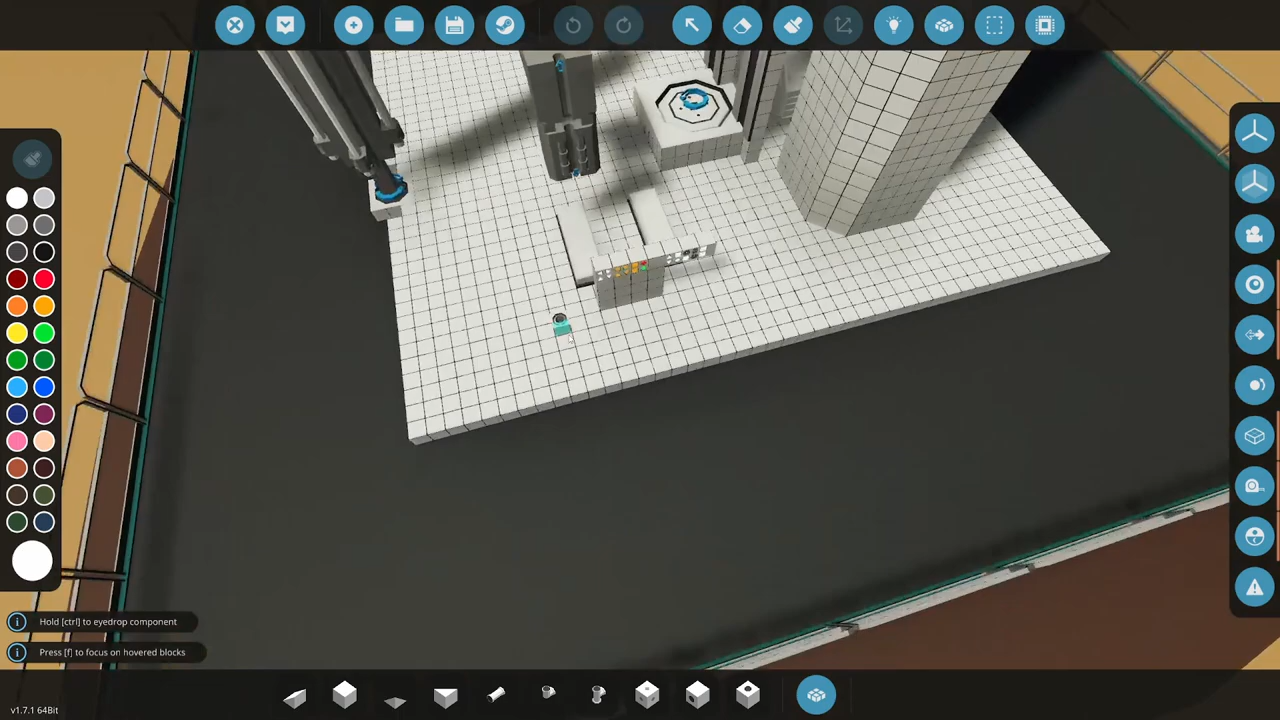 Hold [ctrl] to eyedrop component
Press [f] to focus on hovered blocks
v1.7.1 64Bit